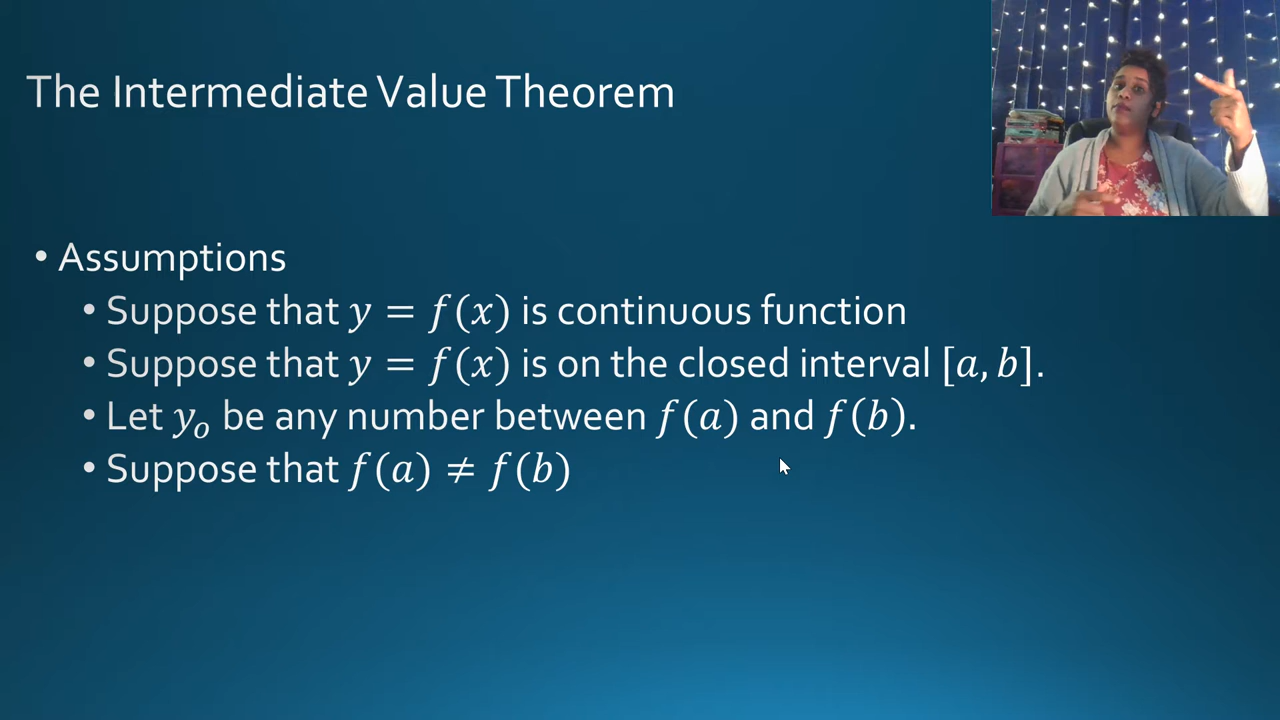 The Intermediate Value Theorem
• Assumptions
• Suppose that y = f(x) is continuous function
• Suppose that y = f(x) is on the closed interval [a, b].
• Let yₒ be any number between f(a) and f(b).
• Suppose that f(a) ≠ f(b)